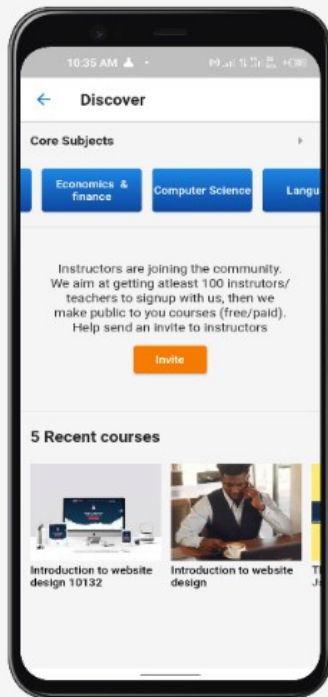 10:35 AM
Discover
Core Subjects
Economics &
finance
Computer Science
Langu
Instructors are joining the community.
We aim at getting atleast 100 instrutors/
teachers to signup with us, then we
make public to you courses (free/paid).
Help send an invite to instructors
Invite
5 Recent courses
Introduction to website
design 10132
Introduction to website
design